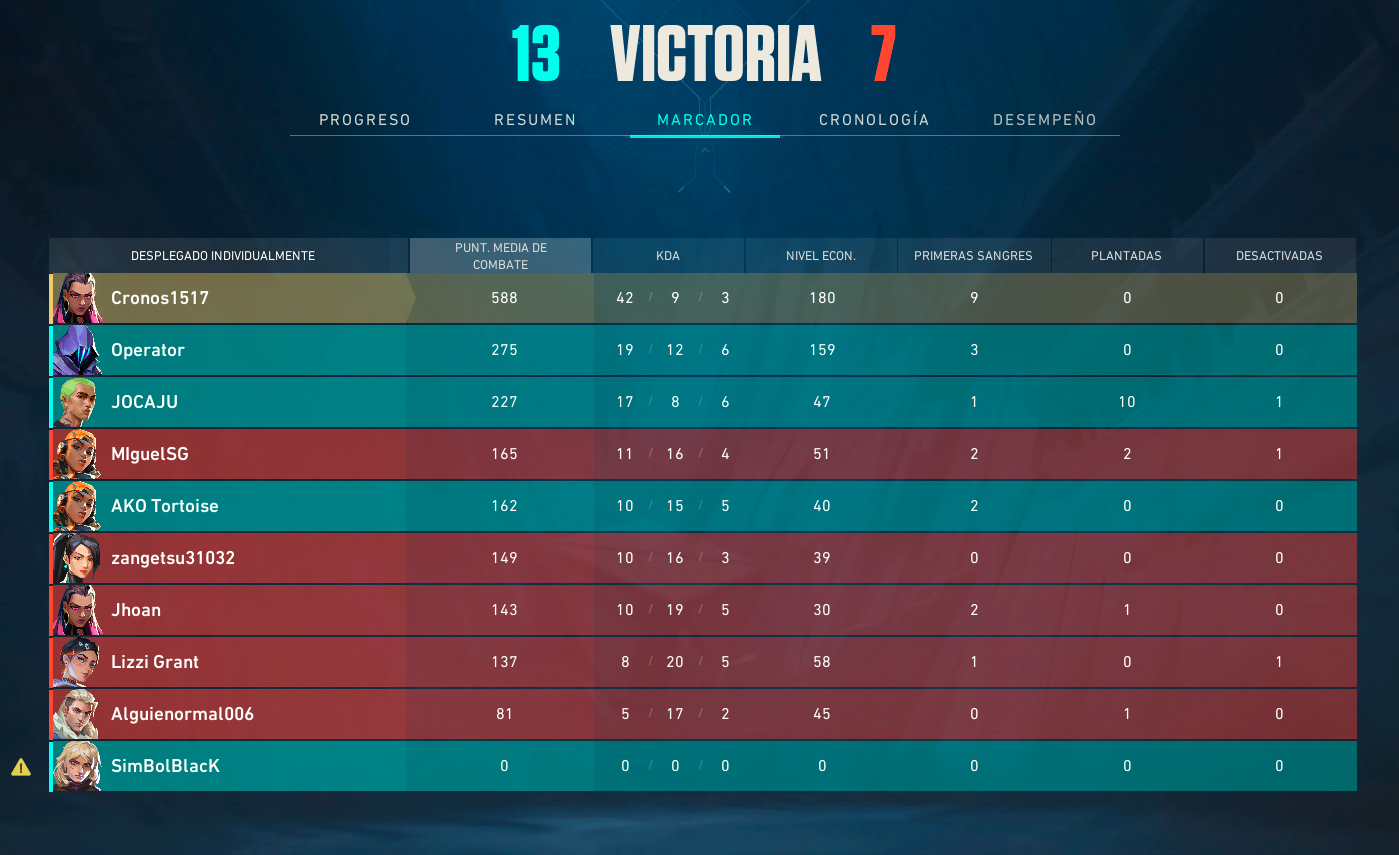 13 VICTORIA 7
PROGRESO RESUMEN MARCADOR CRONOLOGÍA DESEMPEÑO
DESPLEGADO INDIVIDUALMENTE PUNT. MEDIA DE COMBATE KDA NIVEL ECON. PRIMERAS SANGRES PLANTADAS DESACTIVADAS
Cronos1517 588 42 / 9 / 3 180 9 0 0
Operator 275 19 / 12 / 6 159 3 0 0
JOCAJU 227 17 / 8 / 6 47 1 10 1
MIguelSG 165 11 / 16 / 4 51 2 2 1
AKO Tortoise 162 10 / 15 / 5 40 2 0 0
zangetsu31032 149 10 / 16 / 3 39 0 0 0
Jhoan 143 10 / 19 / 5 30 2 1 0
Lizzi Grant 137 8 / 20 / 5 58 1 0 1
Alguienormal006 81 5 / 17 / 2 45 0 1 0
SimBolBlacK 0 0 / 0 / 0 0 0 0 0